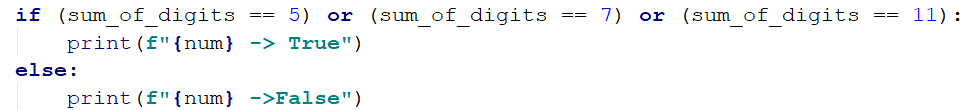 if (sum_of_digits == 5) or (sum_of_digits == 7) or (sum_of_digits == 11):
    print(f"{num} -> True")
else:
    print(f"{num} ->False")